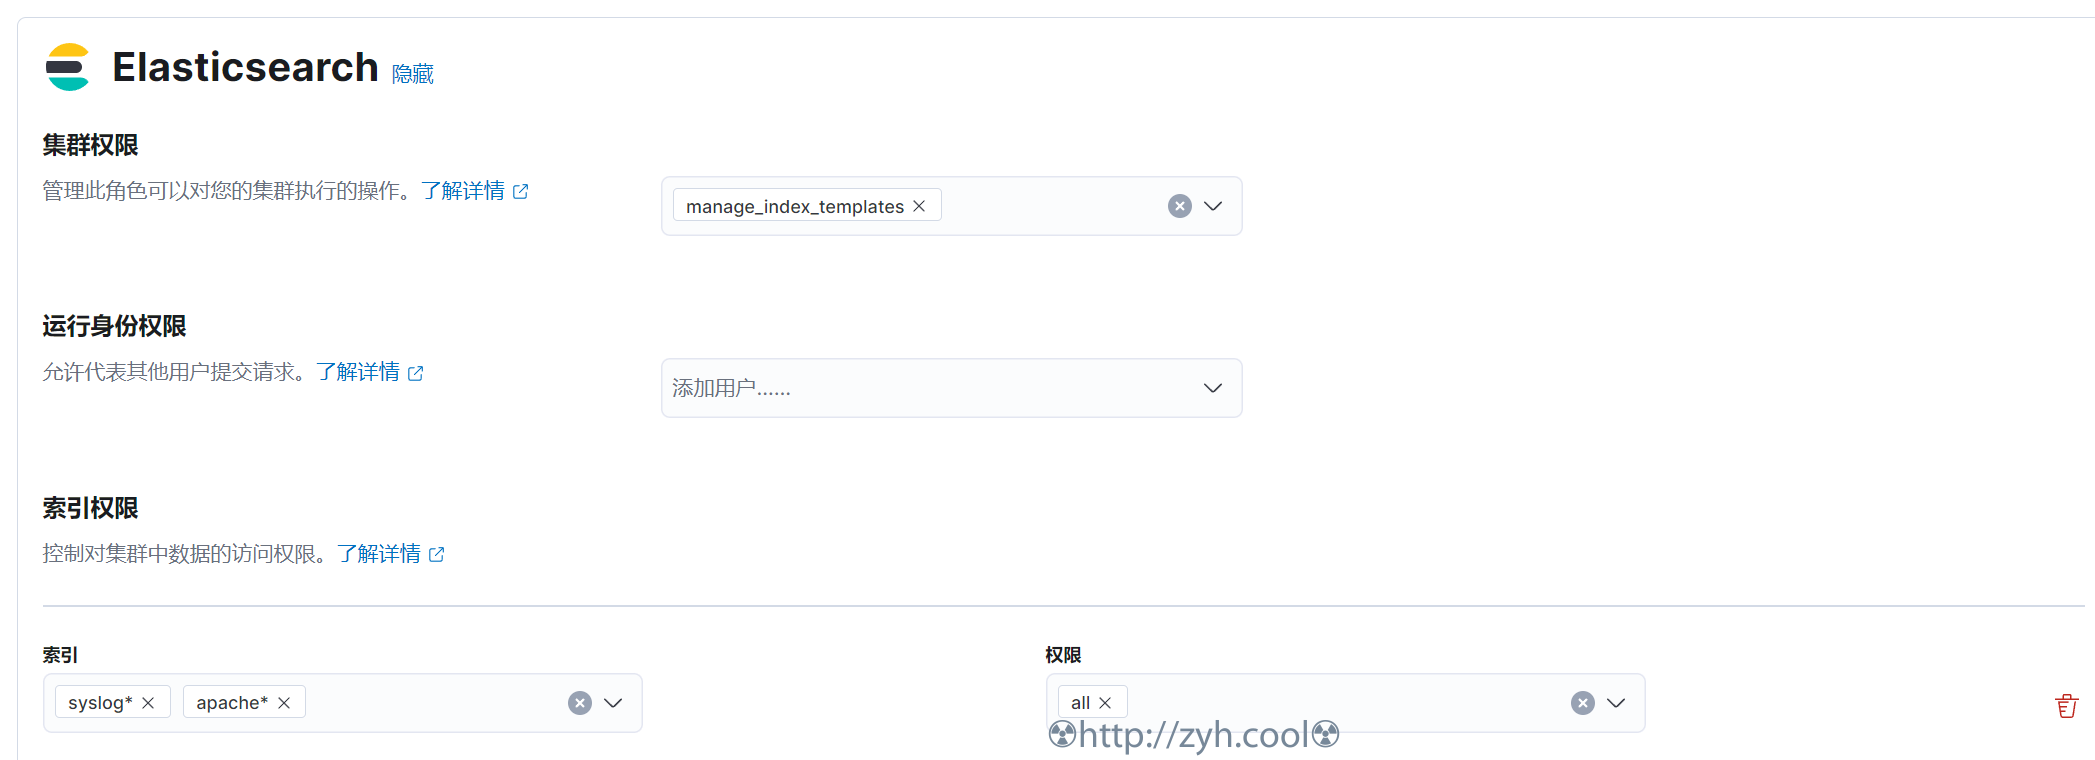 Elasticsearch 隐藏
集群权限
管理此角色可以对您的集群执行的操作。了解详情
manage_index_templates
运行身份权限
允许代表其他用户提交请求。了解详情
添加用户......
索引权限
控制对集群中数据的访问权限。了解详情
索引
权限
syslog* apache*
all
☢http://zyh.cool☢